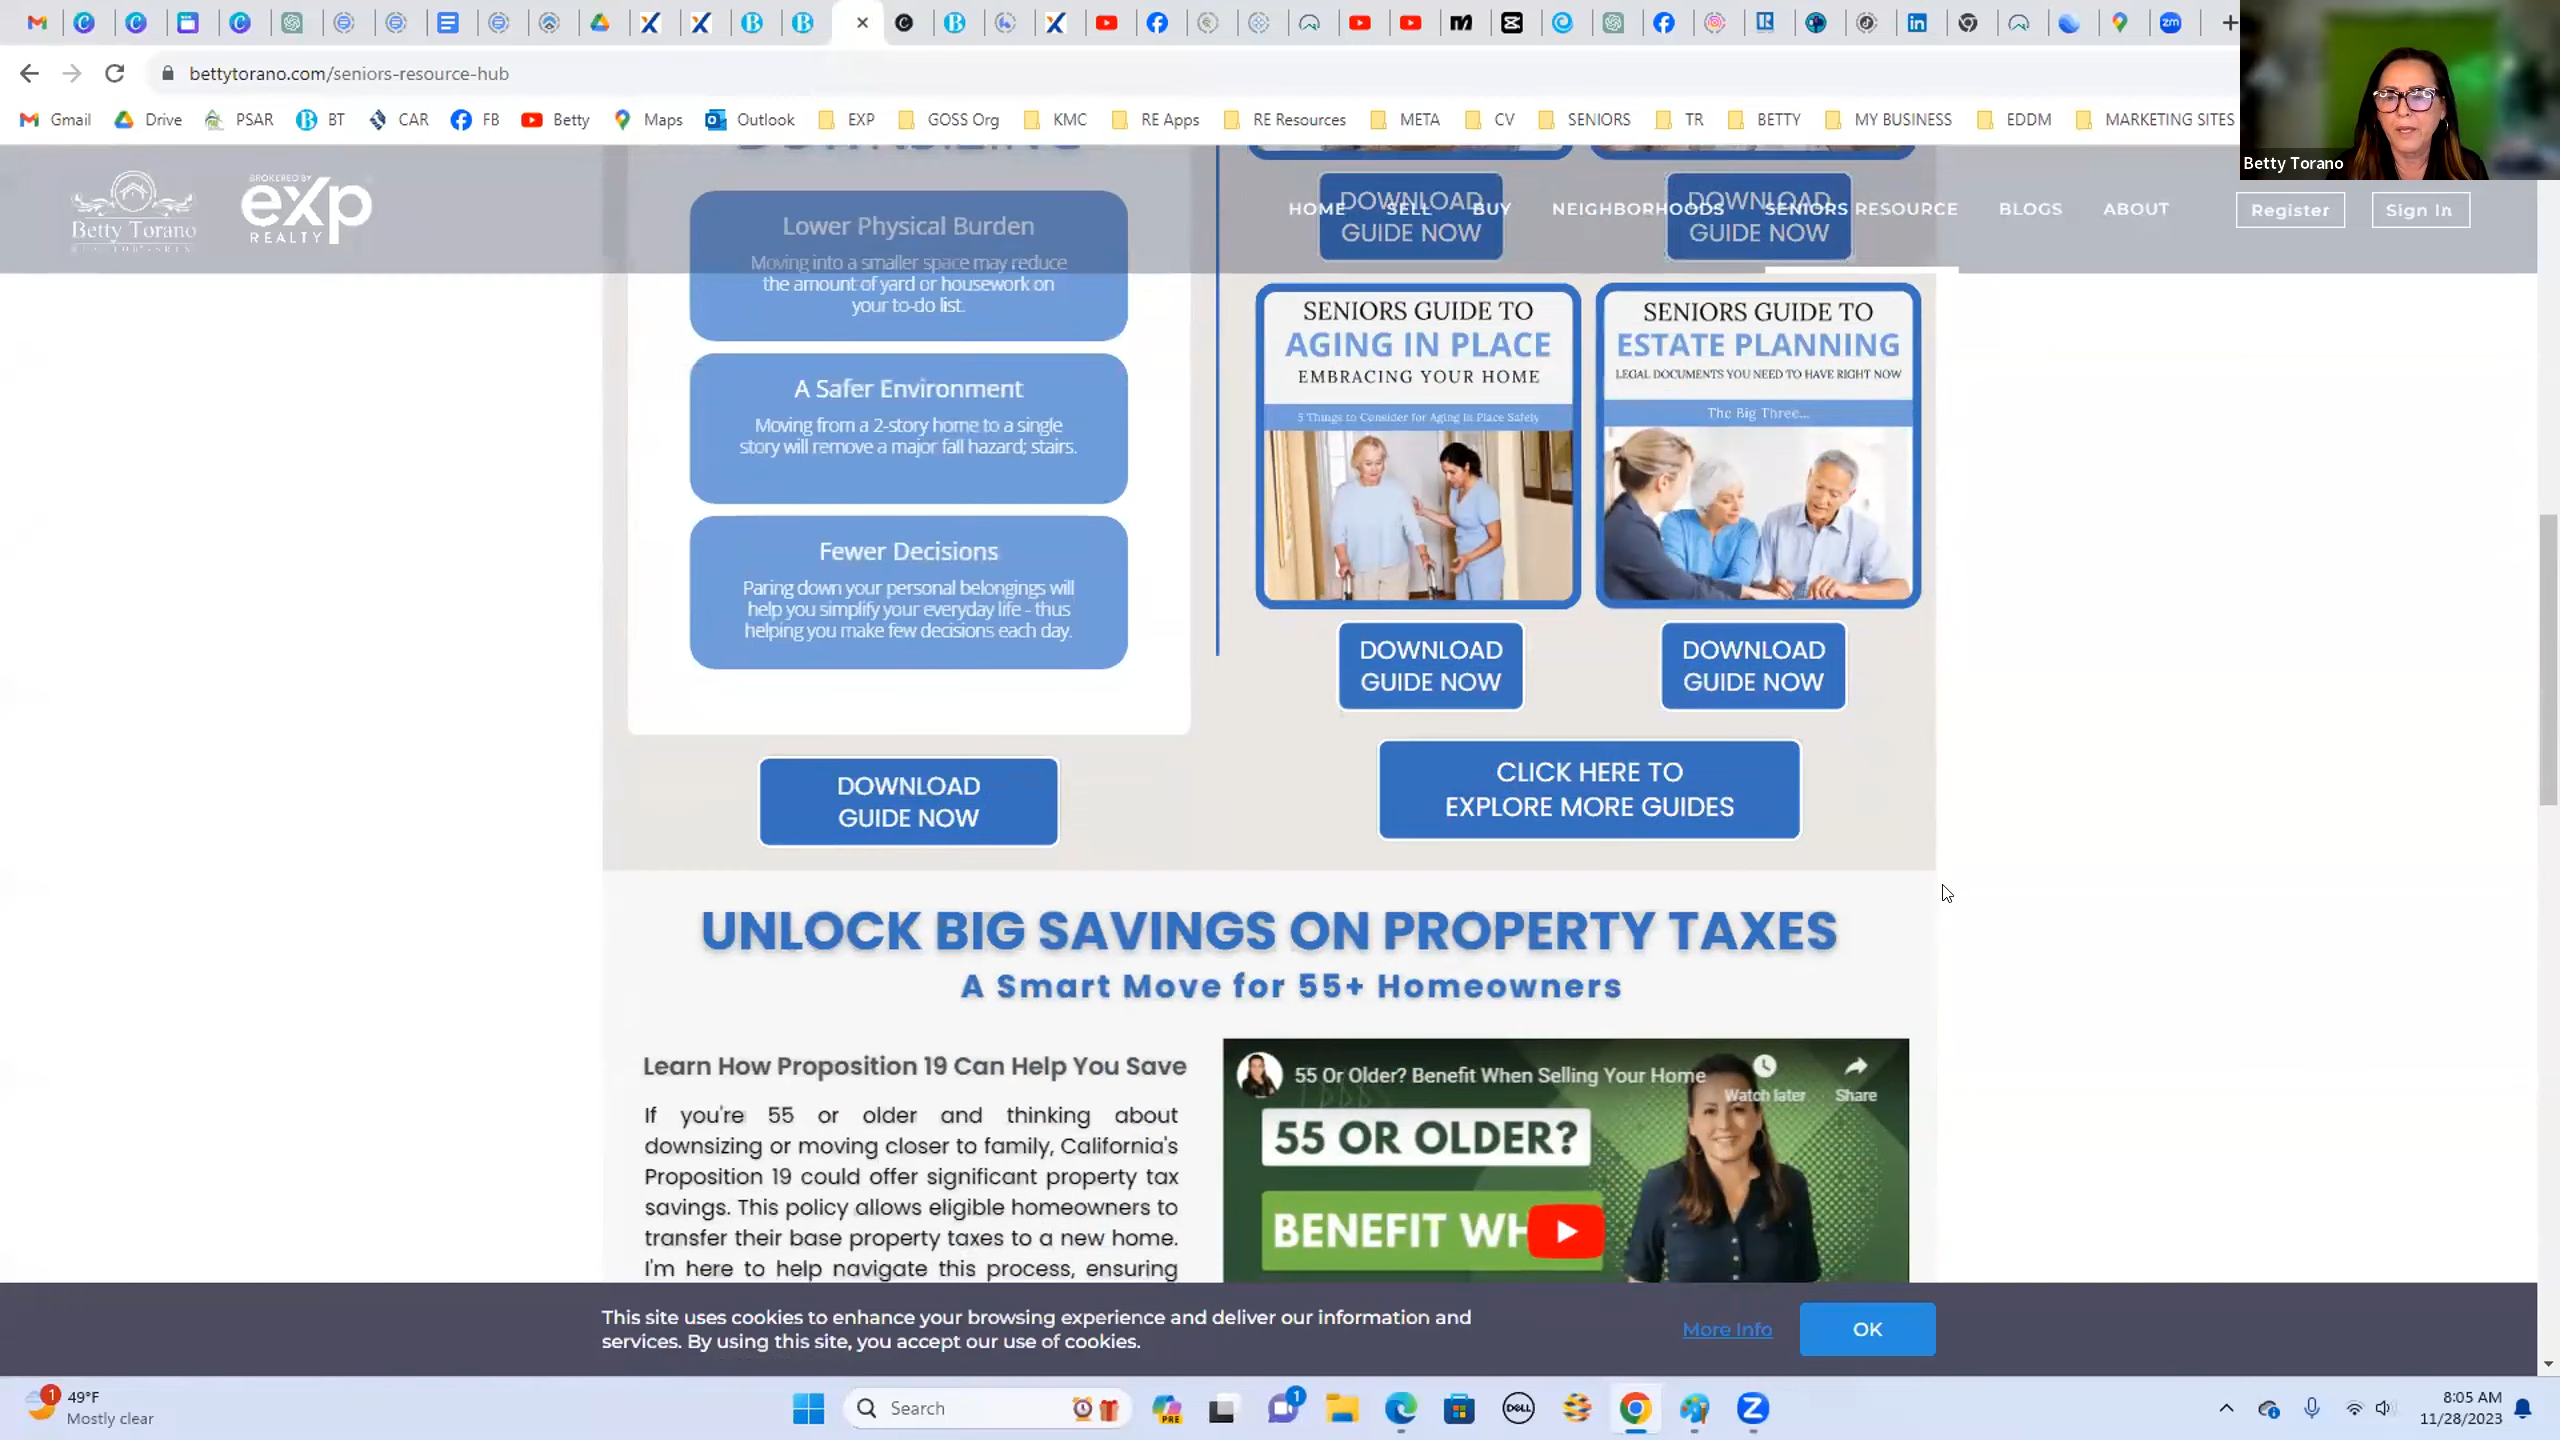 bettytorano.com/seniors-resource-hub
Gmail
Drive
PSAR
BT
CAR
FB
Betty
Maps
Outlook
EXP
GOSS Org
KMC
RE Apps
RE Resources
META
CV
SENIORS
TR
BETTY
MY BUSINESS
EDDM
MARKETING SITES
Betty Torano
Betty Torano
BROKERED BY
eXp
REALTY
HOME
SELL
BUY
NEIGHBORHOODS
SENIORS RESOURCE
BLOGS
ABOUT
Register
Sign In
DOWNLOAD
GUIDE NOW
DOWNLOAD
GUIDE NOW
Lower Physical Burden
Moving into a smaller space may reduce
the amount of yard or housework on
your to-do list.
A Safer Environment
Moving from a 2-story home to a single
story will remove a major fall hazard; stairs.
Fewer Decisions
Paring down your personal belongings will
help you simplify your everyday life - thus
helping you make few decisions each day.
DOWNLOAD
GUIDE NOW
SENIORS GUIDE TO
AGING IN PLACE
EMBRACING YOUR HOME
5 Things to Consider for Aging In Place Safely
DOWNLOAD
GUIDE NOW
SENIORS GUIDE TO
ESTATE PLANNING
LEGAL DOCUMENTS YOU NEED TO HAVE RIGHT NOW
The Big Three...
DOWNLOAD
GUIDE NOW
CLICK HERE TO
EXPLORE MORE GUIDES
UNLOCK BIG SAVINGS ON PROPERTY TAXES
A Smart Move for 55+ Homeowners
Learn How Proposition 19 Can Help You Save
If you're 55 or older and thinking about
downsizing or moving closer to family, California's
Proposition 19 could offer significant property tax
savings. This policy allows eligible homeowners to
transfer their base property taxes to a new home.
I'm here to help navigate this process, ensuring
55 Or Older? Benefit When Selling Your Home
Watch later
Share
55 OR OLDER?
BENEFIT WH
This site uses cookies to enhance your browsing experience and deliver our information and
services. By using this site, you accept our use of cookies.
More Info
OK
1
49°F
Mostly clear
Search
PRE
1
DELL
8:05 AM
11/28/2023